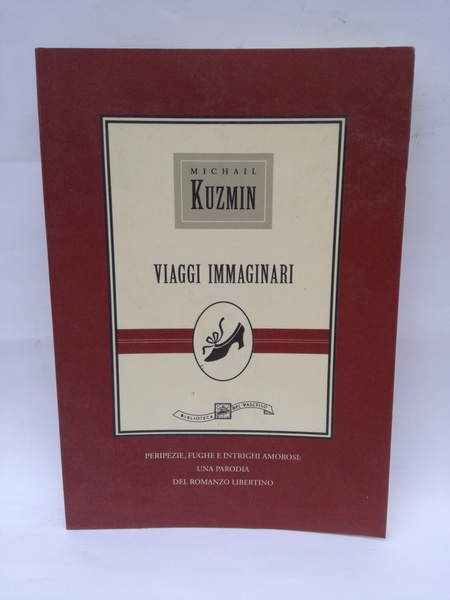 MICHAIL
KUZMIN
VIAGGI IMMAGINARI
BIBLIOTECA DEL VASCELLO
PERIPEZIE, FUGHE E INTRIGHI AMOROSI:
UNA PARODIA
DEL ROMANZO LIBERTINO